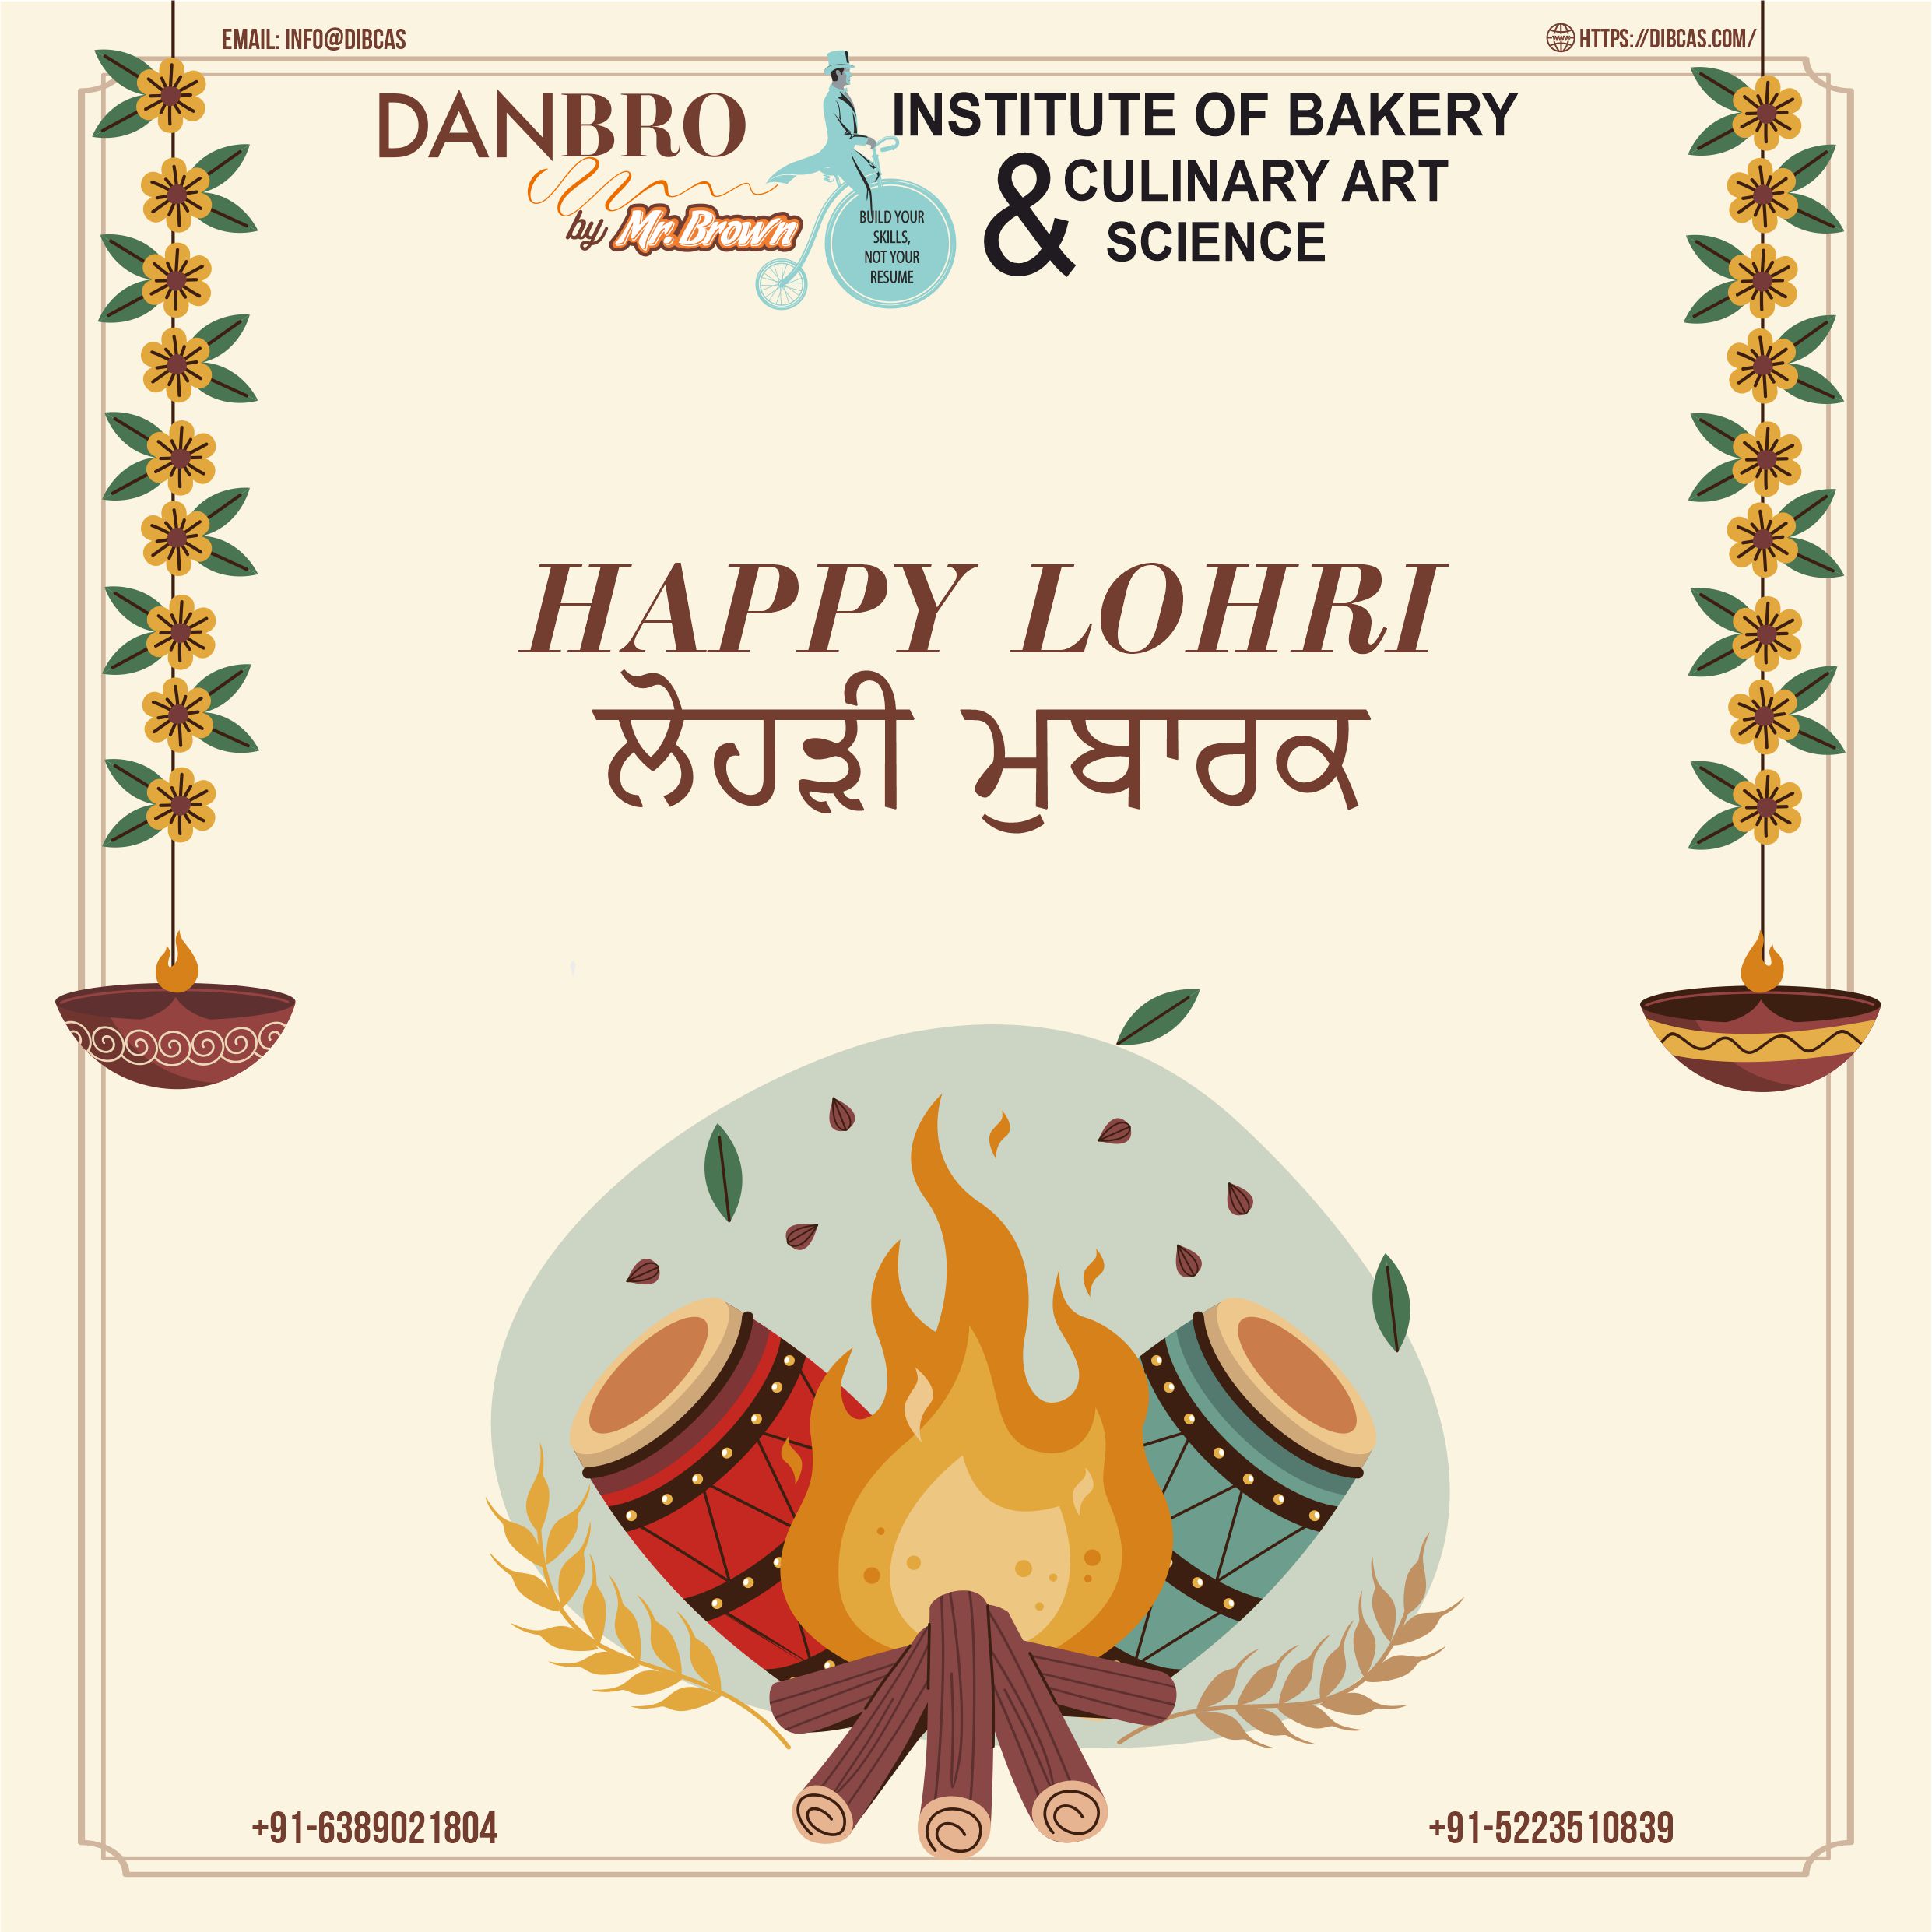 EMAIL: INFO@DIBCAS
HTTPS://DIBCAS.COM/
DANBRO
by Mr. Brown
BUILD YOUR
SKILLS,
NOT YOUR
RESUME
INSTITUTE OF BAKERY
& CULINARY ART
SCIENCE
HAPPY LOHRI
ਲੋਹੜੀ ਮੁਬਾਰਕ
+91-6389021804
+91-5223510839